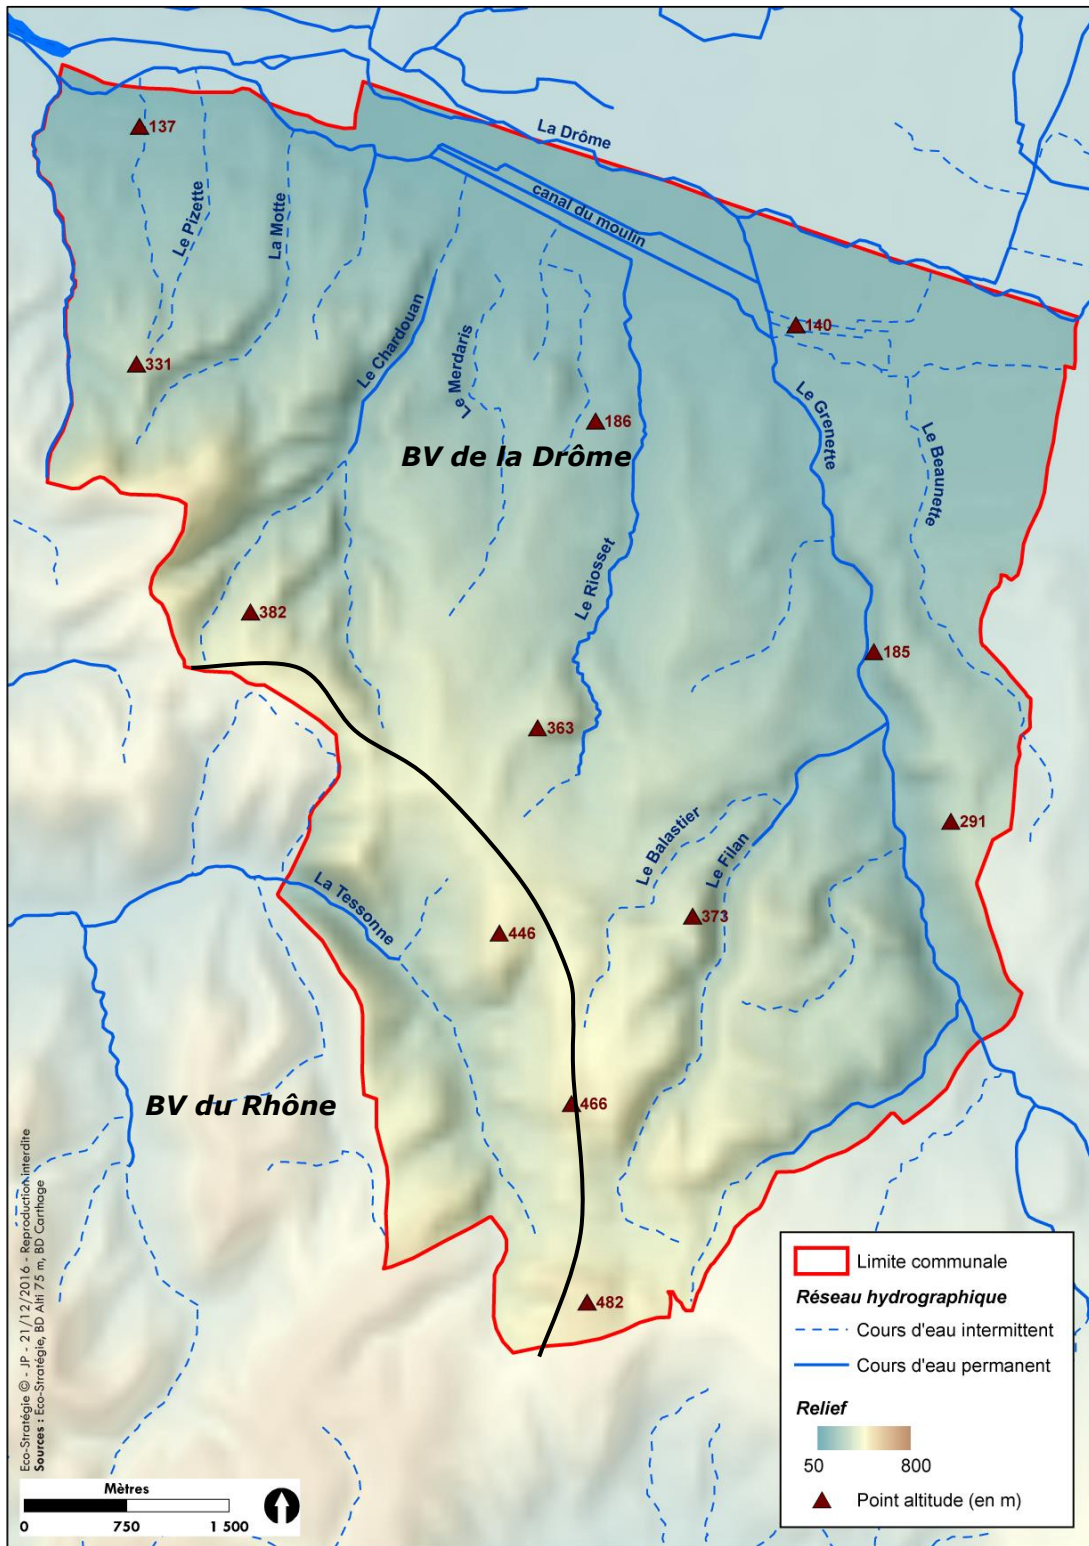 La Drôme
137
canal du moulin
Le Pizette
La Motte
Le Chardouan
140
331
Le Merdaris
186
Le Grenette
Le Beaunette
BV de la Drôme
Le Riosset
382
185
363
291
Le Balastier
Le Filan
La Tessonne
373
446
BV du Rhône
466
482
Limite communale
Réseau hydrographique
Cours d'eau intermittent
Cours d'eau permanent
Relief
50 800
Point altitude (en m)
Mètres
0 750 1 500
Eco-Stratégie © - JP - 21/12/2016 - Reproduction interdite
Sources : Eco-Stratégie, BD Alti 75 m, BD Carthage